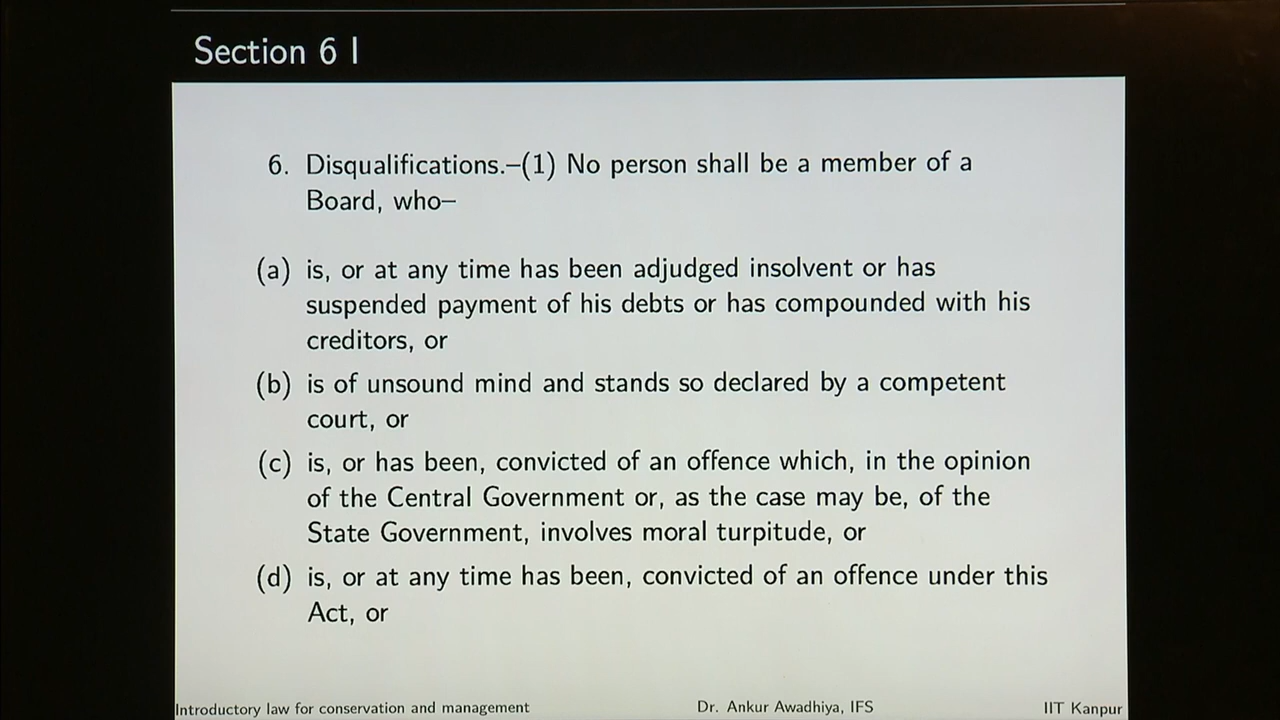 Section 6 I
6. Disqualifications.–(1) No person shall be a member of a
Board, who–
(a) is, or at any time has been adjudged insolvent or has
suspended payment of his debts or has compounded with his
creditors, or
(b) is of unsound mind and stands so declared by a competent
court, or
(c) is, or has been, convicted of an offence which, in the opinion
of the Central Government or, as the case may be, of the
State Government, involves moral turpitude, or
(d) is, or at any time has been, convicted of an offence under this
Act, or
Introductory law for conservation and management Dr. Ankur Awadhiya, IFS IIT Kanpur